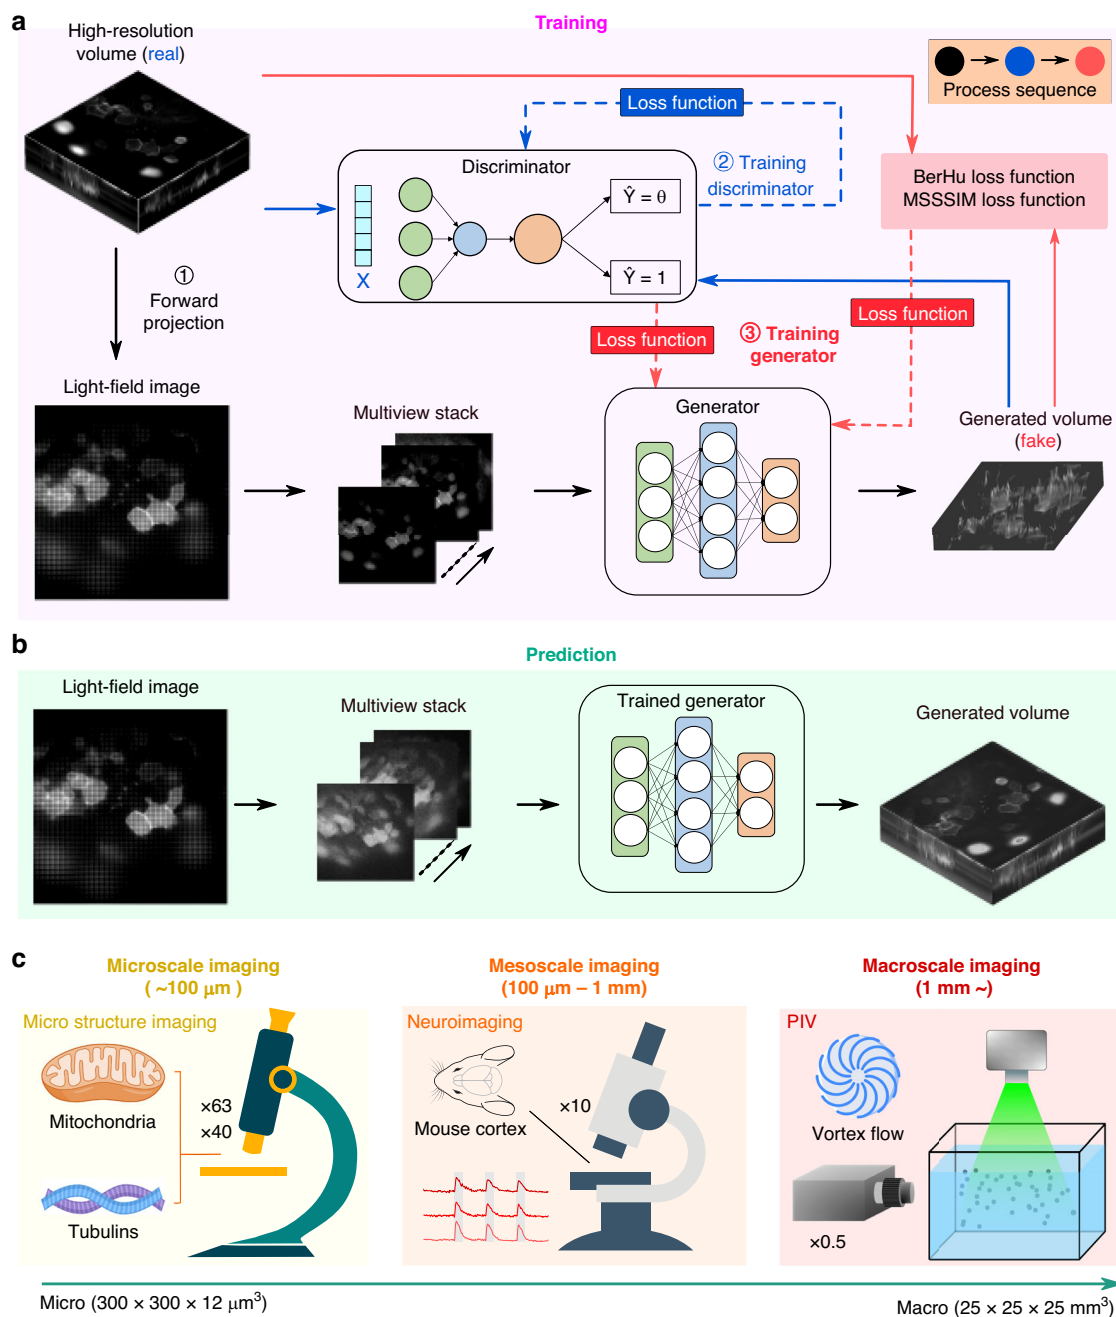 a
Training
High-resolution
volume (real)
Process sequence
Loss function
② Training
discriminator
Discriminator
Ŷ = θ
Ŷ = 1
X
BerHu loss function
MSSSIM loss function
①
Forward
projection
Loss function
Loss function
③ Training
generator
Light-field image
Multiview stack
Generator
Generated volume
(fake)
b
Prediction
Light-field image
Multiview stack
Trained generator
Generated volume
c
Microscale imaging
( ~100 μm )
Micro structure imaging
Mitochondria
×63
×40
Tubulins
Mesoscale imaging
(100 μm – 1 mm)
Neuroimaging
Mouse cortex
×10
Macroscale imaging
(1 mm ~)
PIV
Vortex flow
×0.5
Micro (300 × 300 × 12 μm³)
Macro (25 × 25 × 25 mm³)